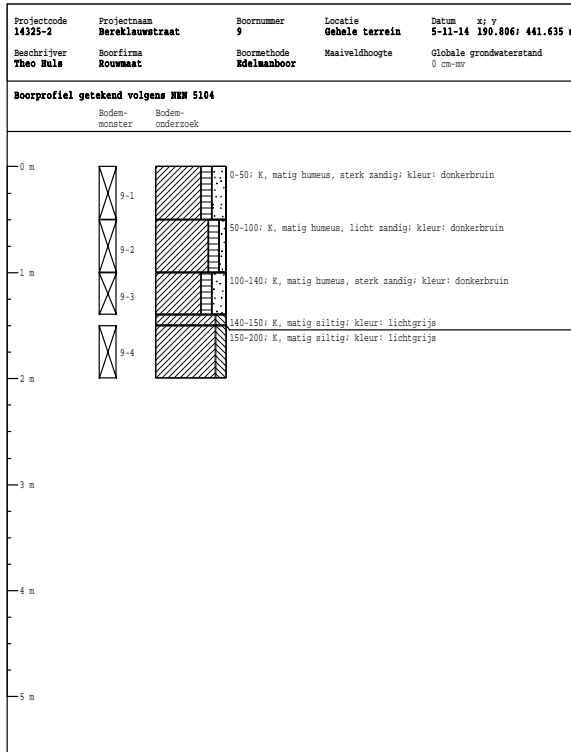 Projectcode Projectnaam Boornummer Locatie Datum x; y
14325-2 Bereklauwstraat 9 Gehele terrein 5-11-14 190.806; 441.635
Beschrijver Boorfirma Boormethode Maaiveldhoogte Globale grondwaterstand
Theo Huls Rouwmaat Edelmanboor 0 cm-mv
Boorprofiel getekend volgens NEN 5104
Bodem- Bodem-
monster onderzoek
0 m
0-50; K, matig humeus, sterk zandig; kleur: donkerbruin
9-1
50-100; K, matig humeus, licht zandig; kleur: donkerbruin
9-2
1 m
100-140; K, matig humeus, sterk zandig; kleur: donkerbruin
9-3
140-150; K, matig siltig; kleur: lichtgrijs
150-200; K, matig siltig; kleur: lichtgrijs
9-4
2 m
3 m
4 m
5 m